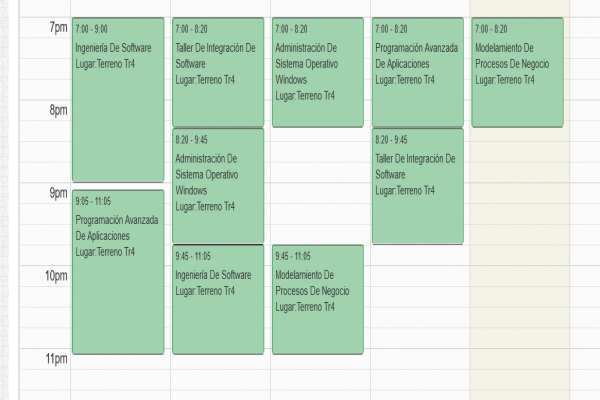 7pm
8pm
9pm
10pm
11pm
7:00 - 9:00
Ingeniería De Software
Lugar:Terreno Tr4
9:05 - 11:05
Programación Avanzada
De Aplicaciones
Lugar:Terreno Tr4
7:00 - 8:20
Taller De Integración De
Software
Lugar:Terreno Tr4
8:20 - 9:45
Administración De
Sistema Operativo
Windows
Lugar:Terreno Tr4
9:45 - 11:05
Ingeniería De Software
Lugar:Terreno Tr4
7:00 - 8:20
Administración De
Sistema Operativo
Windows
Lugar:Terreno Tr4
9:45 - 11:05
Modelamiento De
Procesos De Negocio
Lugar:Terreno Tr4
7:00 - 8:20
Programación Avanzada
De Aplicaciones
Lugar:Terreno Tr4
8:20 - 9:45
Taller De Integración De
Software
Lugar:Terreno Tr4
7:00 - 8:20
Modelamiento De
Procesos De Negocio
Lugar:Terreno Tr4